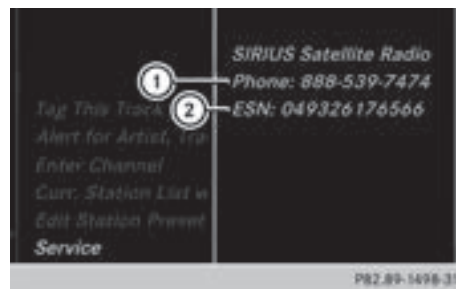 SIRIUS Satellite Radio
1 Phone: 888-539-7474
2 ESN: 049326176566
Tag This Track
Alert for Artist, Tra
Enter Channel
Curr. Station List w
Edit Station Preset
Service
P82.89-1498-31